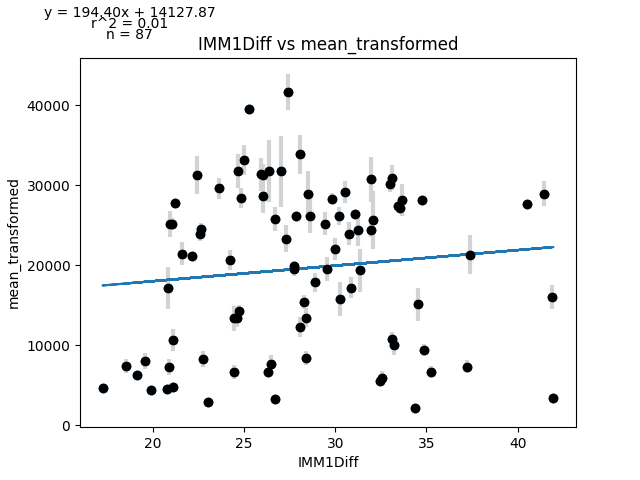 y = 194.40x + 14127.87
r^2 = 0.01
n = 87
IMM1Diff vs mean_transformed
mean_transformed
40000
30000
20000
10000
0
20 25 30 35 40
IMM1Diff